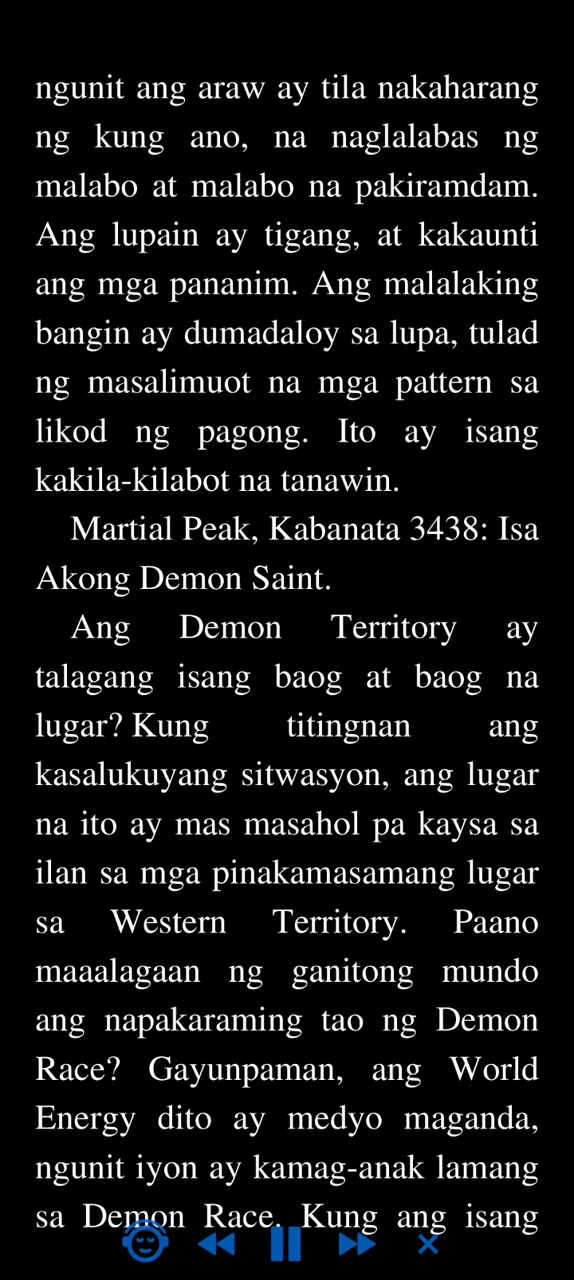 ngunit ang araw ay tila nakaharang
ng kung ano, na naglalabas ng
malabo at malabo na pakiramdam.
Ang lupain ay tigang, at kakaunti
ang mga pananim. Ang malalaking
bangin ay dumadaloy sa lupa, tulad
ng masalimuot na mga pattern sa
likod ng pagong. Ito ay isang
kakila-kilabot na tanawin.
Martial Peak, Kabanata 3438: Isa
Akong Demon Saint.
Ang Demon Territory ay
talagang isang baog at baog na
lugar? Kung titingnan ang
kasalukuyang sitwasyon, ang lugar
na ito ay mas masahol pa kaysa sa
ilan sa mga pinakamasamang lugar
sa Western Territory. Paano
maaalagaan ng ganitong mundo
ang napakaraming tao ng Demon
Race? Gayunpaman, ang World
Energy dito ay medyo maganda,
ngunit iyon ay kamag-anak lamang
sa Demon Race. Kung ang isang